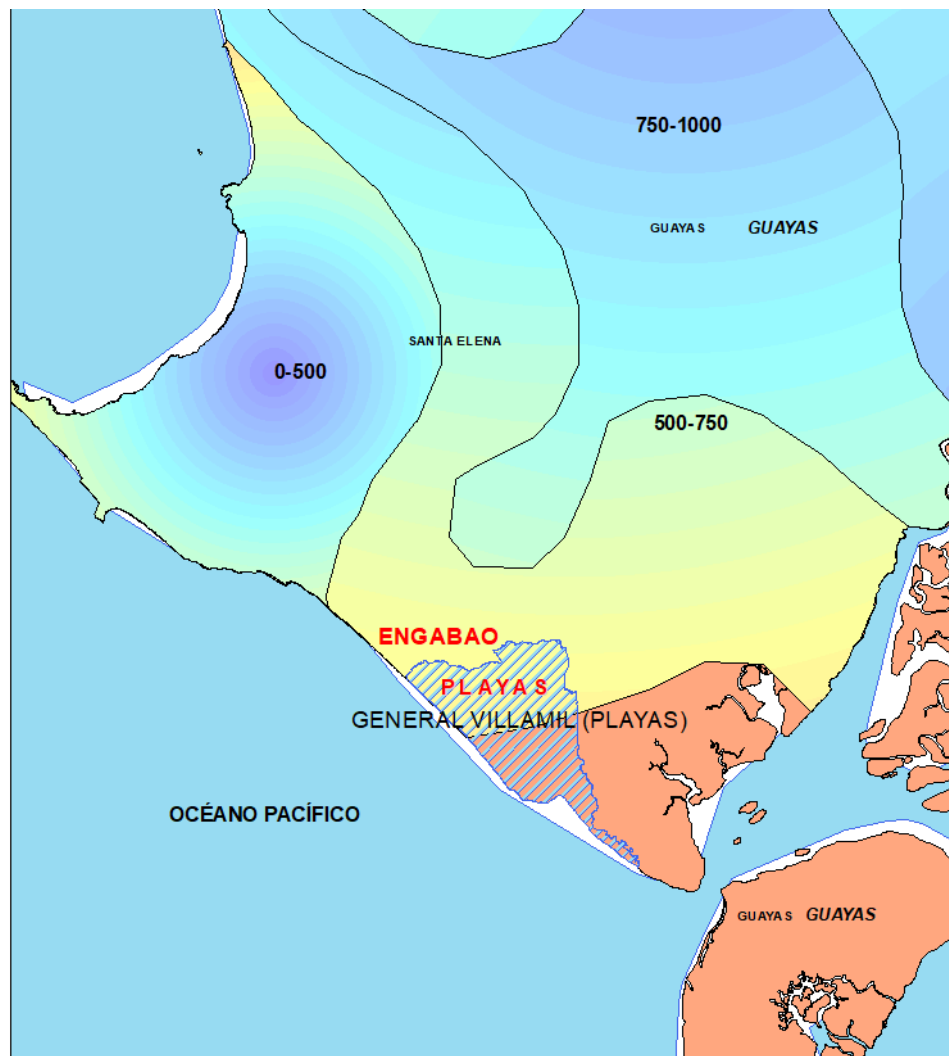 750-1000
GUAYAS GUAYAS
SANTA ELENA
0-500
500-750
ENGABAO
PLAYAS
GENERAL VILLAMIL (PLAYAS)
OCÉANO PACÍFICO
GUAYAS GUAYAS